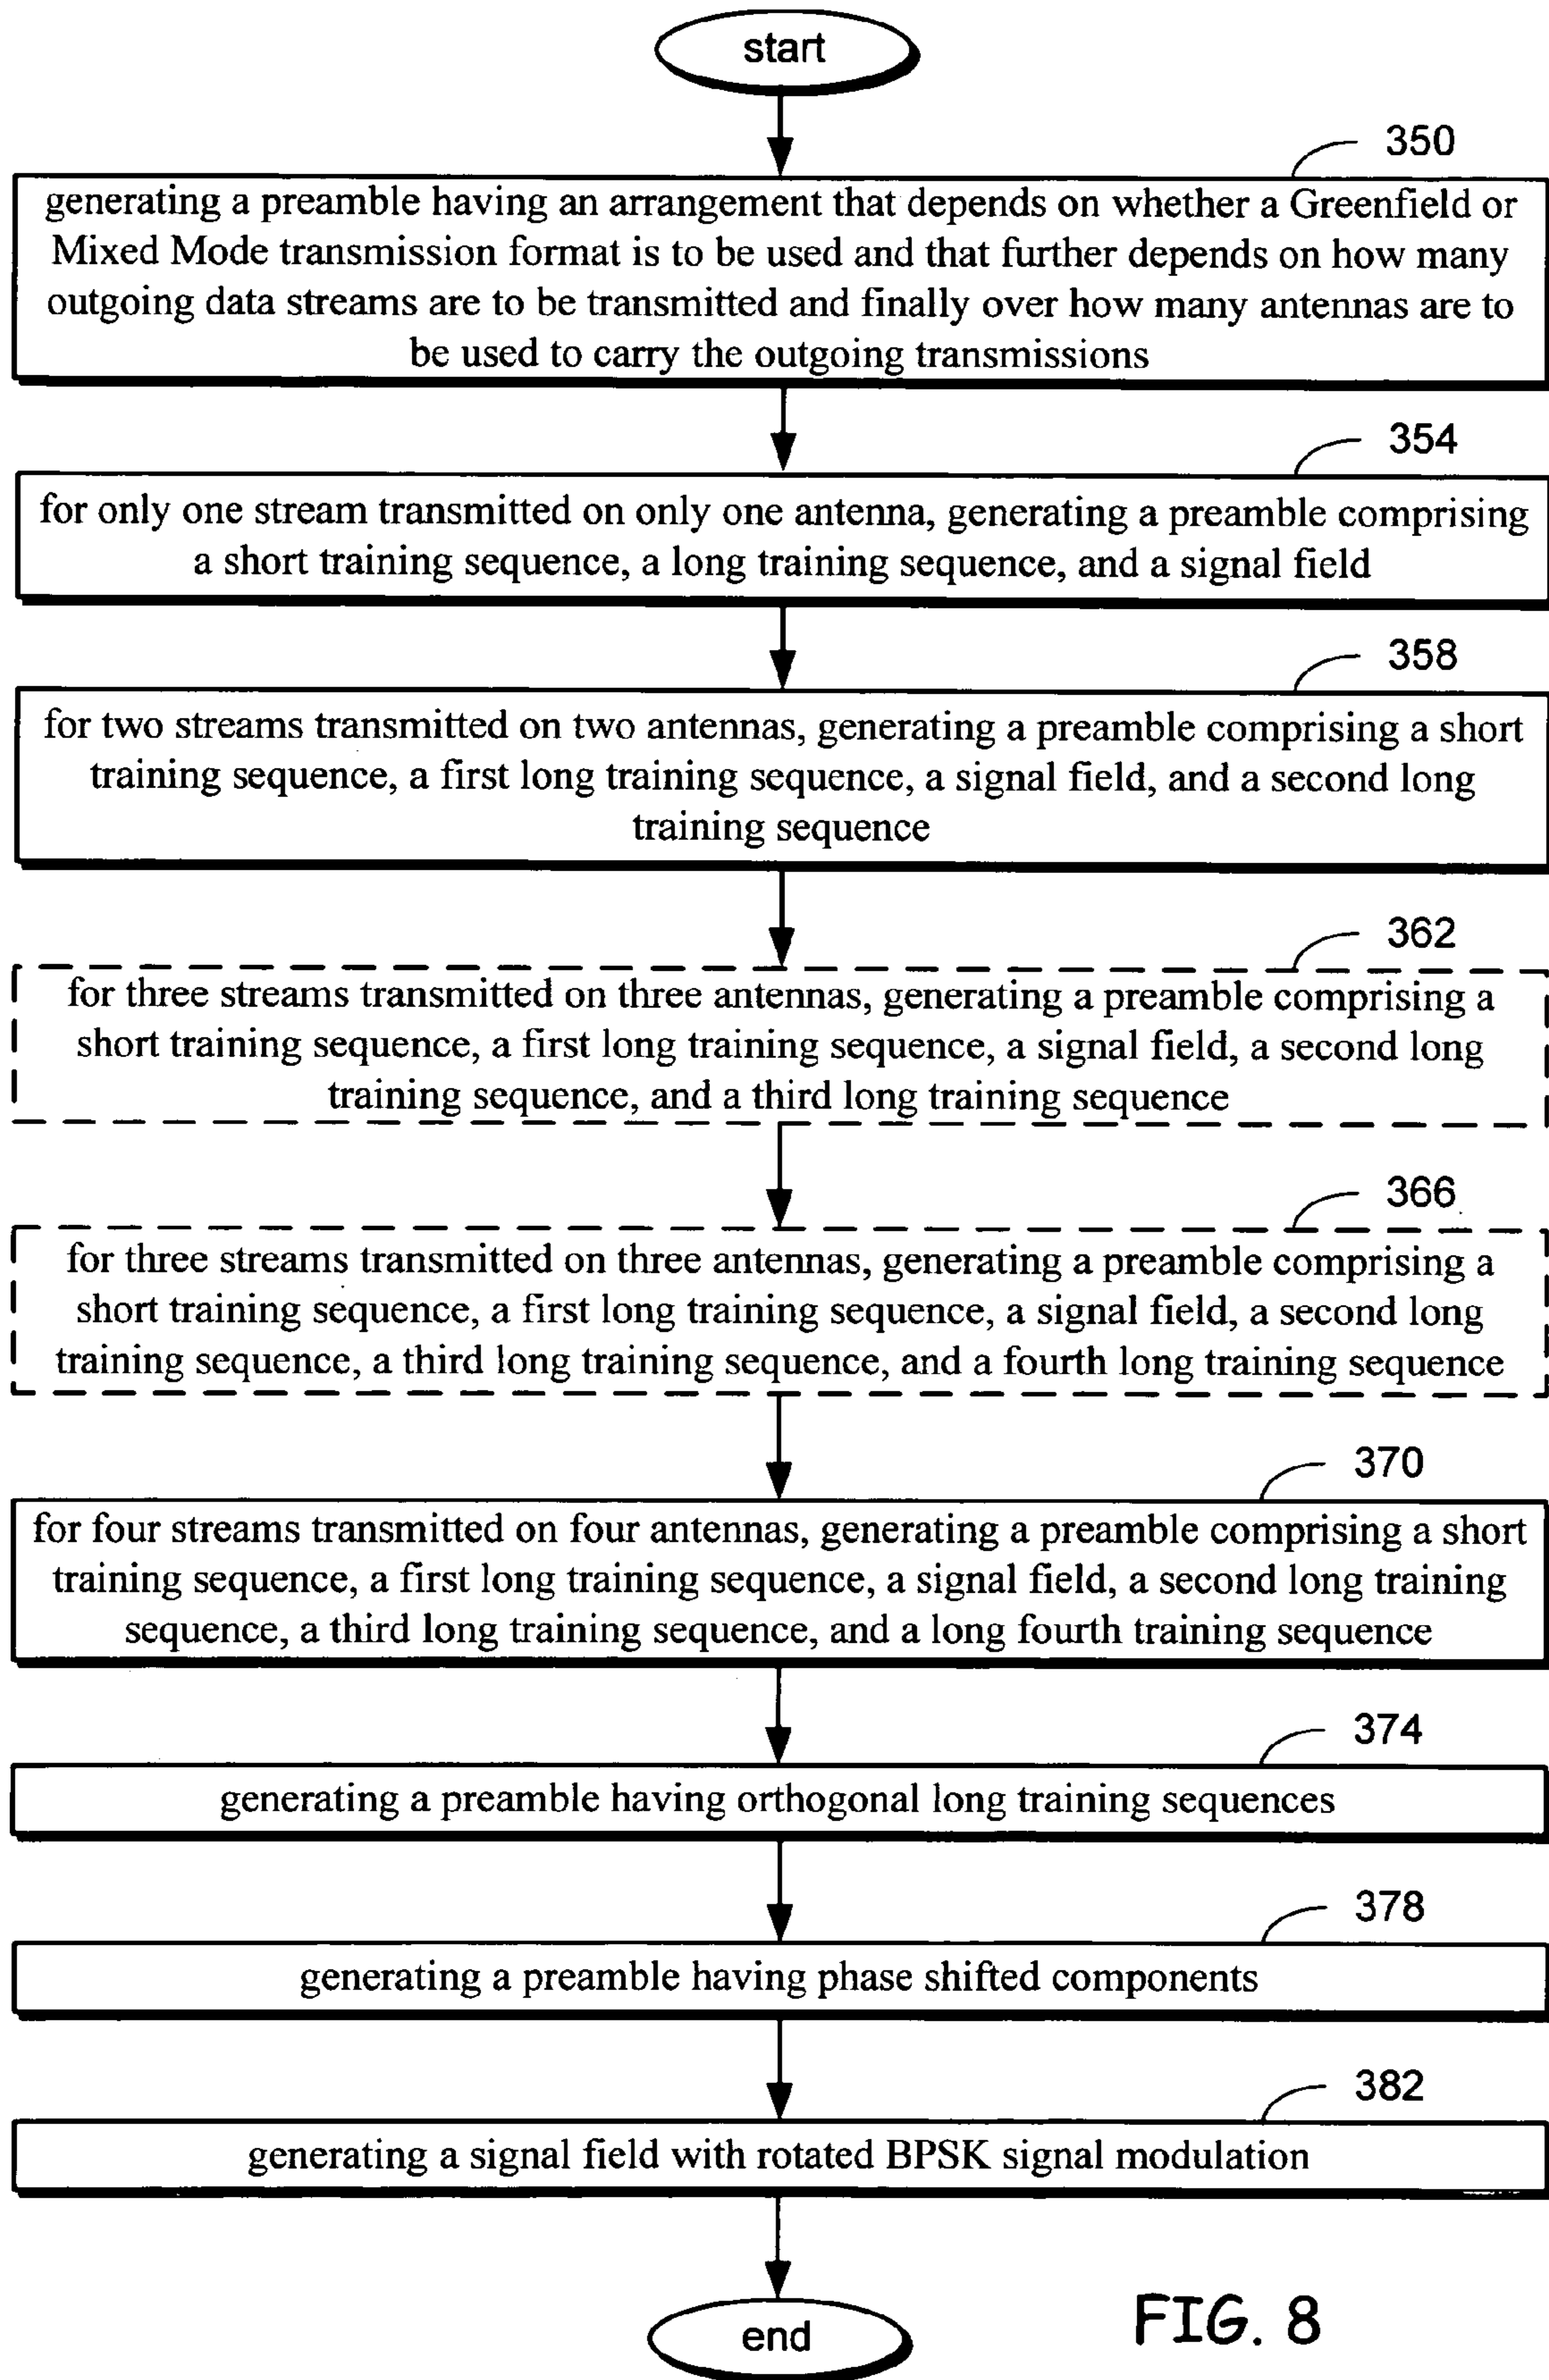 start
350
generating a preamble having an arrangement that depends on whether a Greenfield or
Mixed Mode transmission format is to be used and that further depends on how many
outgoing data streams are to be transmitted and finally over how many antennas are to
be used to carry the outgoing transmissions
354
for only one stream transmitted on only one antenna, generating a preamble comprising
a short training sequence, a long training sequence, and a signal field
358
for two streams transmitted on two antennas, generating a preamble comprising a short
training sequence, a first long training sequence, a signal field, and a second long
training sequence
362
for three streams transmitted on three antennas, generating a preamble comprising a
short training sequence, a first long training sequence, a signal field, a second long
training sequence, and a third long training sequence
366
for three streams transmitted on three antennas, generating a preamble comprising a
short training sequence, a first long training sequence, a signal field, a second long
training sequence, a third long training sequence, and a fourth long training sequence
370
for four streams transmitted on four antennas, generating a preamble comprising a short
training sequence, a first long training sequence, a signal field, a second long training
sequence, a third long training sequence, and a long fourth training sequence
374
generating a preamble having orthogonal long training sequences
378
generating a preamble having phase shifted components
382
generating a signal field with rotated BPSK signal modulation
end
FIG. 8